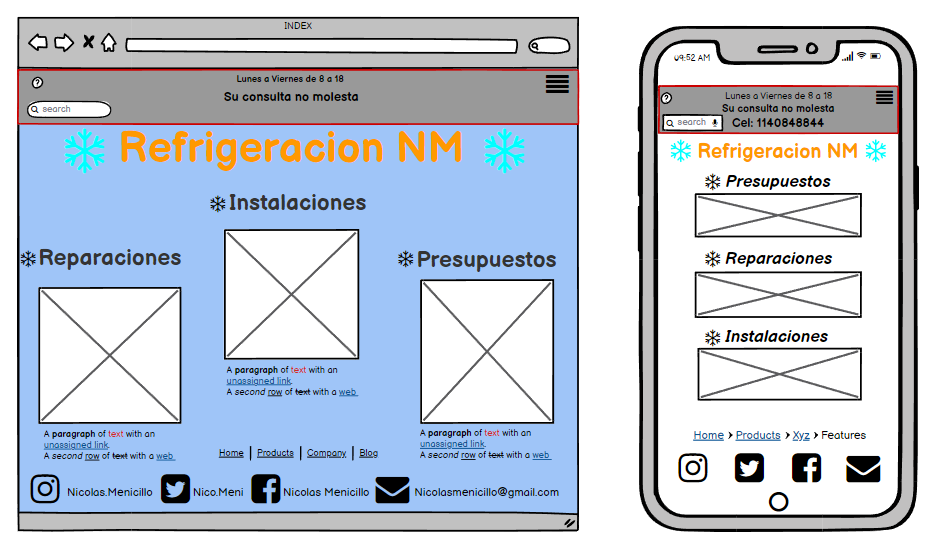 INDEX
Lunes a Viernes de 8 a 18
Su consulta no molesta
search
Refrigeracion NM
Instalaciones
Reparaciones
Presupuestos
A paragraph of text with an
unassigned link.
A second row of text with a web
A paragraph of text with an
unassigned link.
A second row of text with a web
A paragraph of text with an
unassigned link.
A second row of text with a web
Home | Products | Company | Blog
Nicolas.Menicillo
Nico.Meni
Nicolas Menicillo
Nicolasmenicillo@gmail.com
09:52 AM
Lunes a Viernes de 8 a 18
Su consulta no molesta
search
Cel: 1140848844
Refrigeracion NM
Presupuestos
Reparaciones
Instalaciones
Home > Products > Xyz > Features